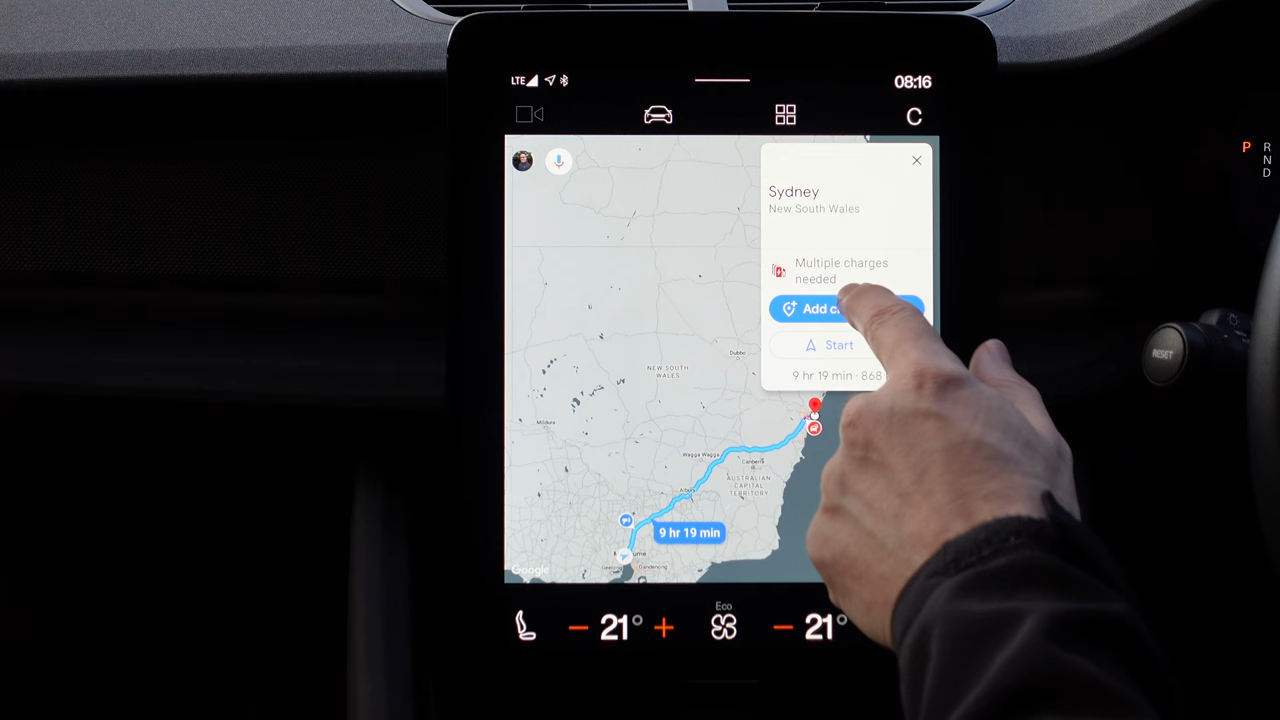 LTE
08:16
C
P
R
N
D
Sydney
New South Wales
Multiple charges
needed
Add
Start
9 hr 19 min · 868
RESET
Dubbo
NEW SOUTH
WALES
Mildura
Wagga Wagga
Canberra
AUSTRALIAN
CAPITAL
TERRITORY
Albury
9 hr 19 min
Geelong
Dandenong
Google
Eco
21°
21°